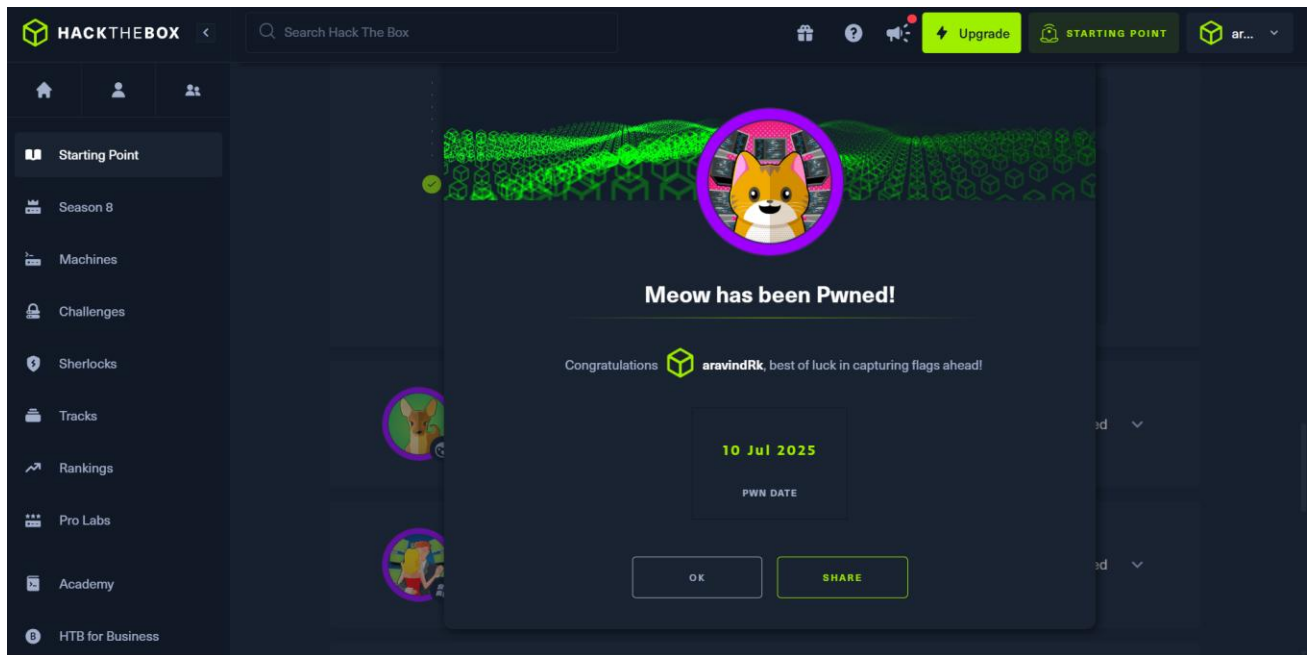 HACKTHEBOX
Search Hack The Box
Upgrade
STARTING POINT
ar...
Starting Point
Season 8
Machines
Challenges
Sherlocks
Tracks
Rankings
Pro Labs
Academy
HTB for Business
Meow has been Pwned!
Congratulations aravindRk, best of luck in capturing flags ahead!
10 Jul 2025
PWN DATE
OK
SHARE
ed
ed